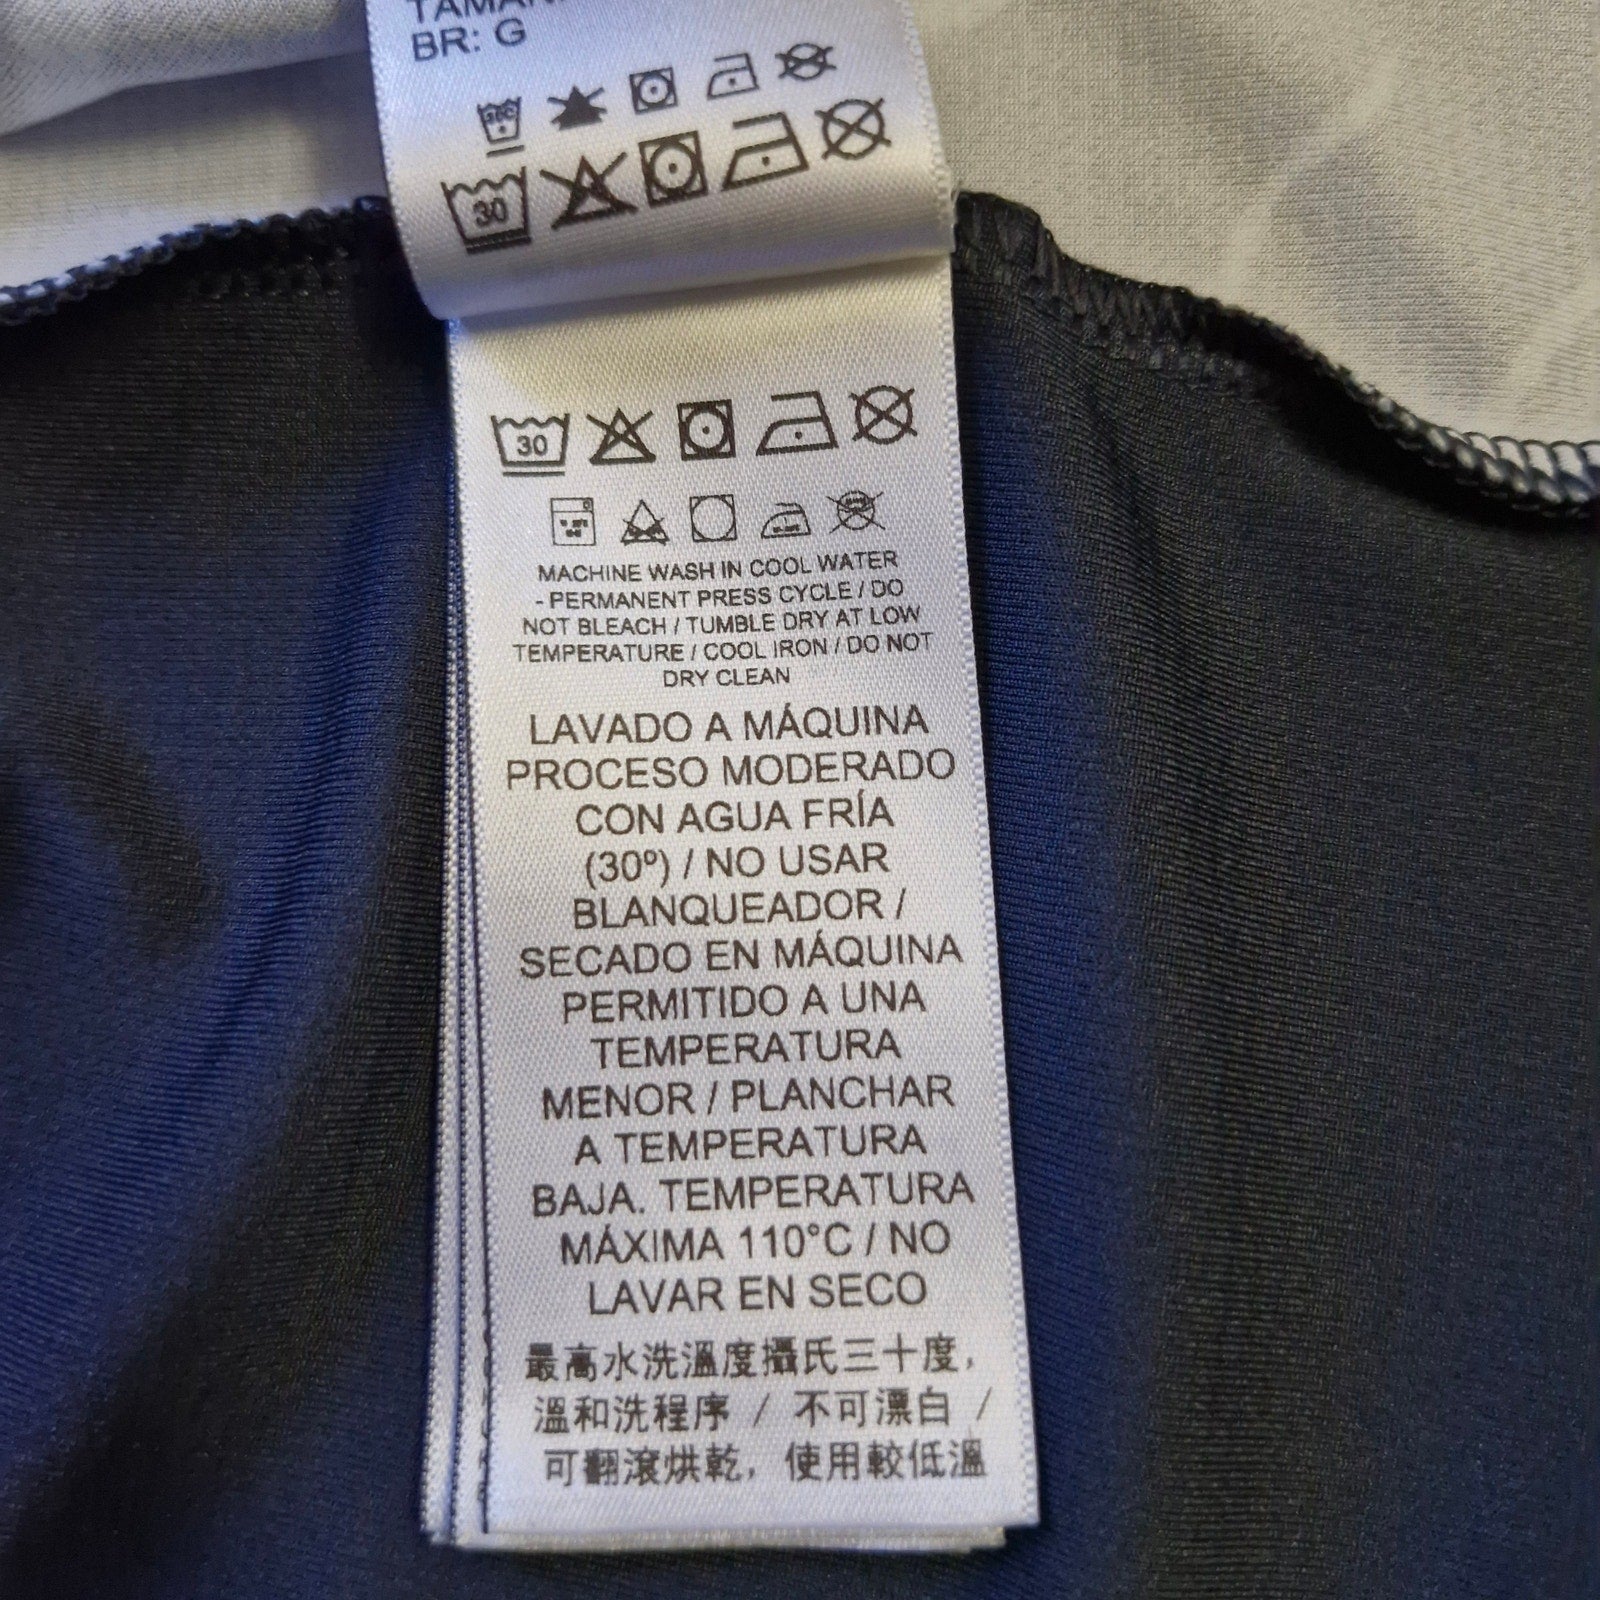 BR: G
30
30
MACHINE WASH IN COOL WATER
- PERMANENT PRESS CYCLE / DO
NOT BLEACH / TUMBLE DRY AT LOW
TEMPERATURE / COOL IRON / DO NOT
DRY CLEAN
LAVADO A MÁQUINA
PROCESO MODERADO
CON AGUA FRÍA
(30º) / NO USAR
BLANQUEADOR /
SECADO EN MÁQUINA
PERMITIDO A UNA
TEMPERATURA
MENOR / PLANCHAR
A TEMPERATURA
BAJA. TEMPERATURA
MÁXIMA 110°C / NO
LAVAR EN SECO
最高水洗溫度攝氏三十度，
溫和洗程序 / 不可漂白 /
可翻滾烘乾，使用較低溫